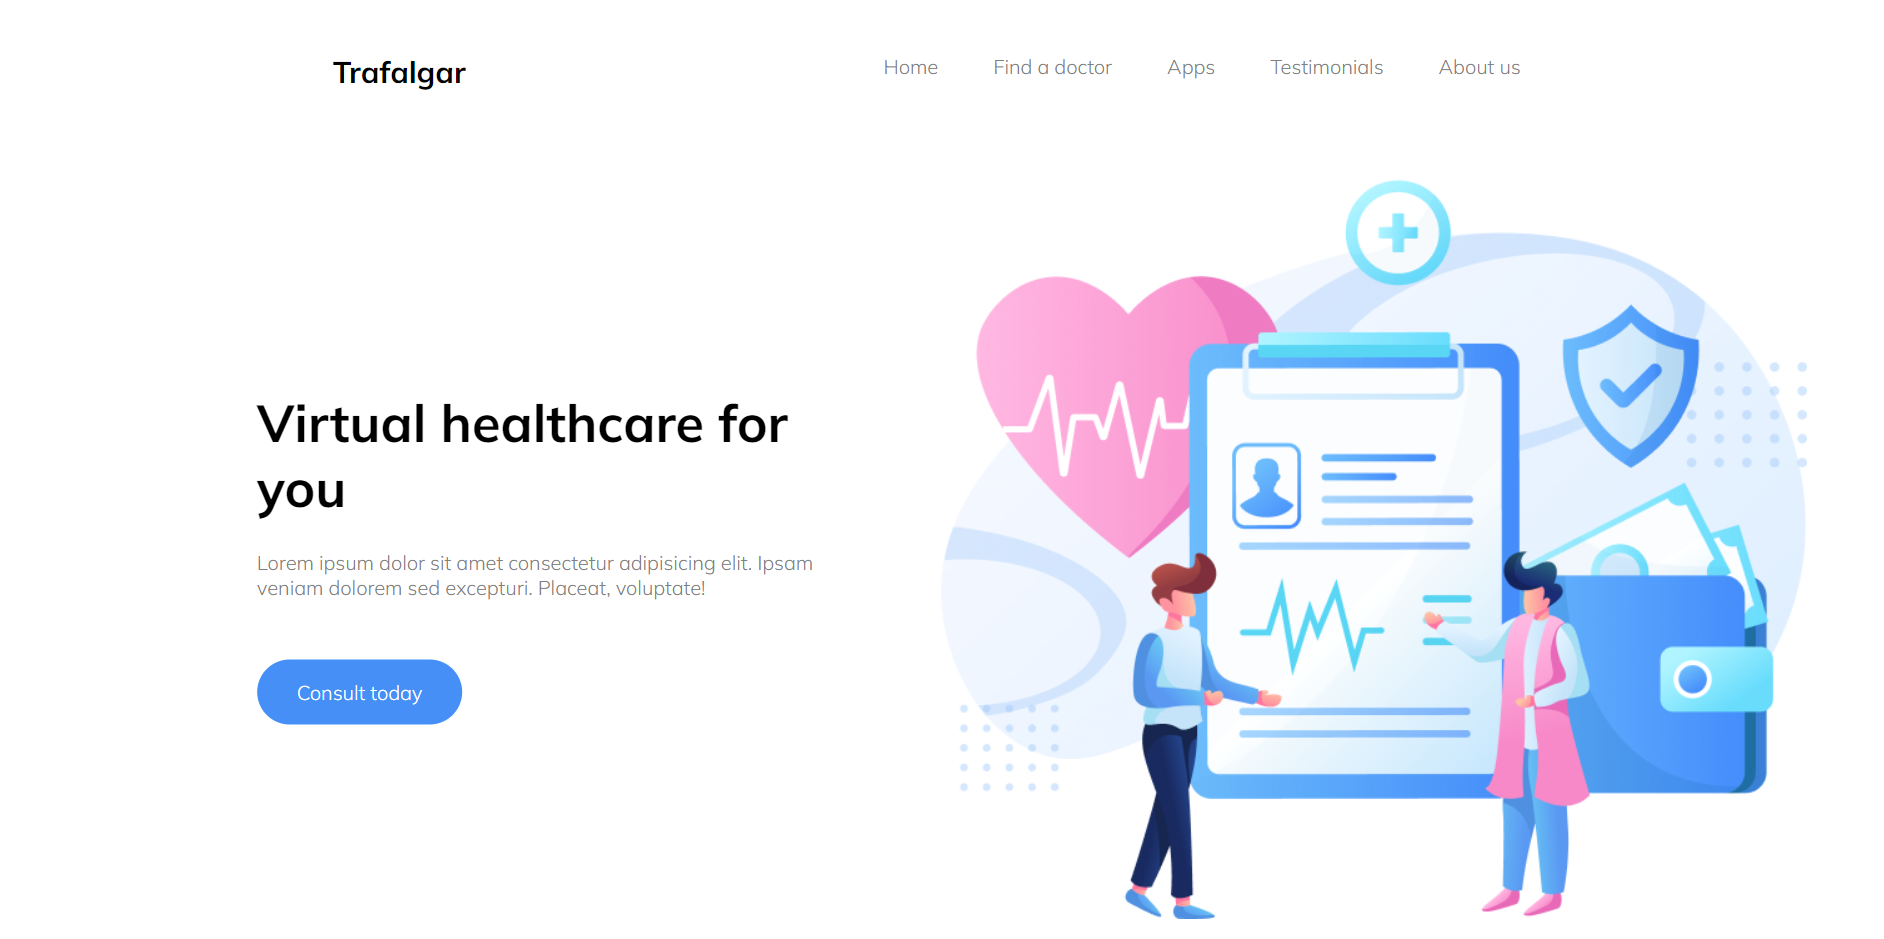 Trafalgar
Home
Find a doctor
Apps
Testimonials
About us
Virtual healthcare for
you
Lorem ipsum dolor sit amet consectetur adipisicing elit. Ipsam
veniam dolorem sed excepturi. Placeat, voluptate!
Consult today